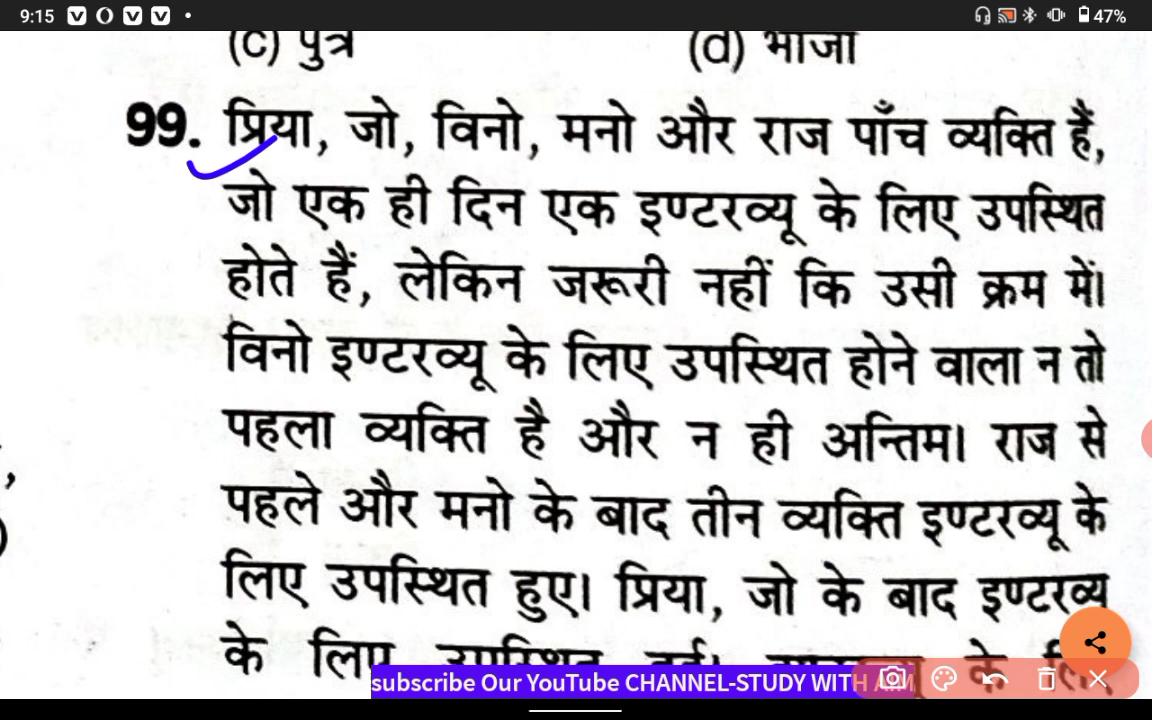 9:15
47%
(c) पुत्र (d) भांजा
99. प्रिया, जो, विनो, मनो और राज पाँच व्यक्ति हैं,
जो एक ही दिन एक इण्टरव्यू के लिए उपस्थित
होते हैं, लेकिन जरूरी नहीं कि उसी क्रम में।
विनो इण्टरव्यू के लिए उपस्थित होने वाला न तो
पहला व्यक्ति है और न ही अन्तिम। राज से
पहले और मनो के बाद तीन व्यक्ति इण्टरव्यू के
लिए उपस्थित हुए। प्रिया, जो के बाद इण्टरव्यू
के लिए उपस्थित हुई। के लिए
subscribe Our YouTube CHANNEL-STUDY WITH AIM